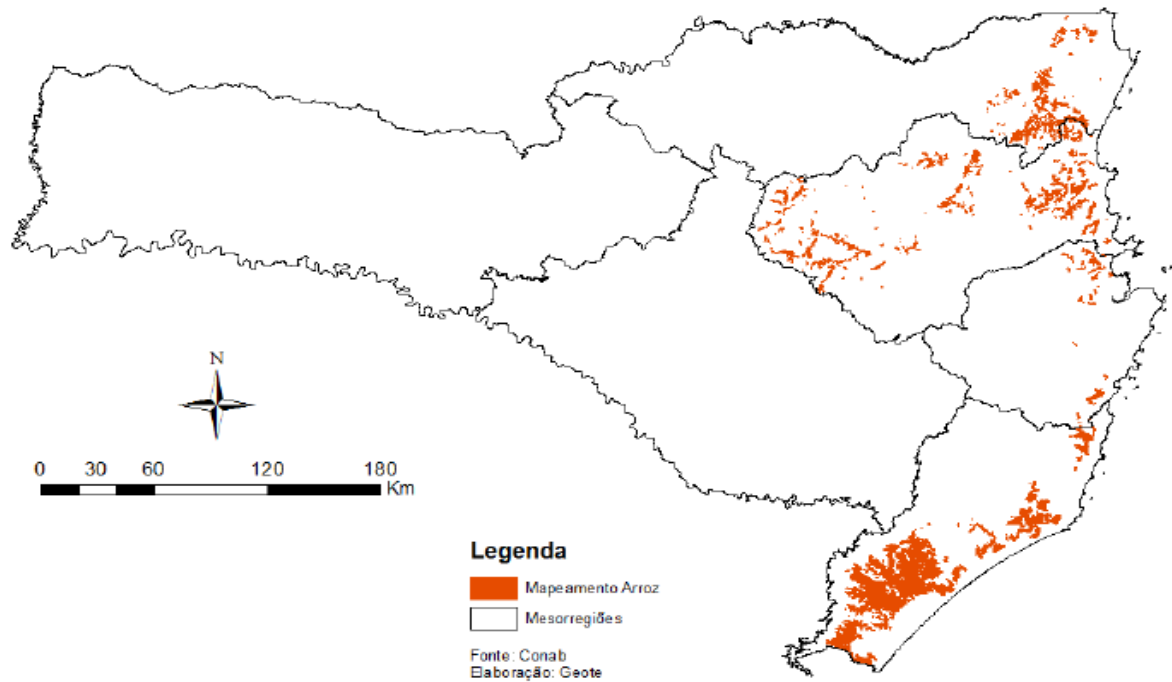 N
0 30 60 120 180
Km
Legenda
Mapeamento Arroz
Mesorregiões
Fonte: Conab
Elaboração: Geote